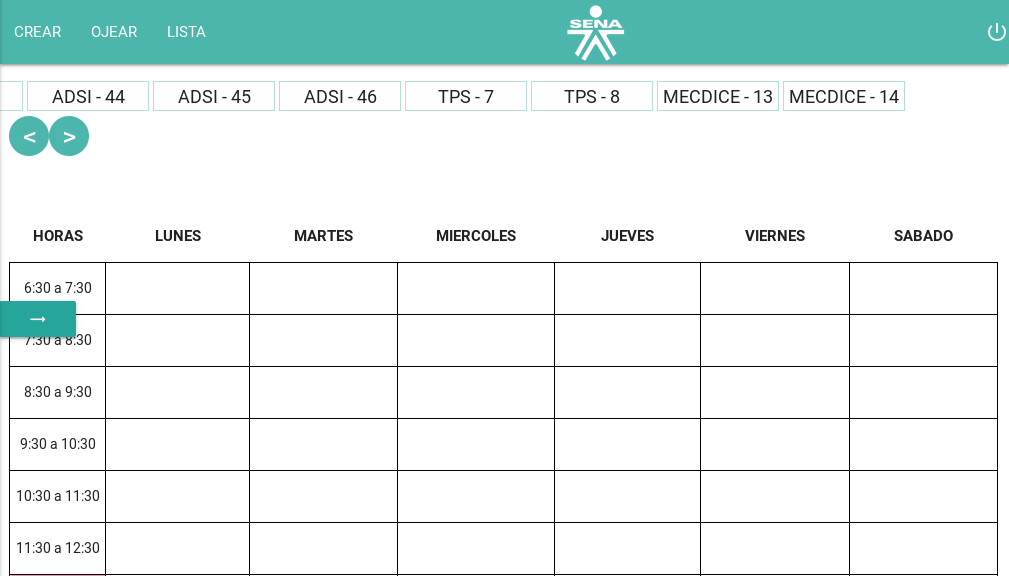 CREAR OJEAR LISTA SENA
ADSI - 44 ADSI - 45 ADSI - 46 TPS - 7 TPS - 8 MECDICE - 13 MECDICE - 14
< >
HORAS LUNES MARTES MIERCOLES JUEVES VIERNES SABADO
6:30 a 7:30
→
7:30 a 8:30
8:30 a 9:30
9:30 a 10:30
10:30 a 11:30
11:30 a 12:30